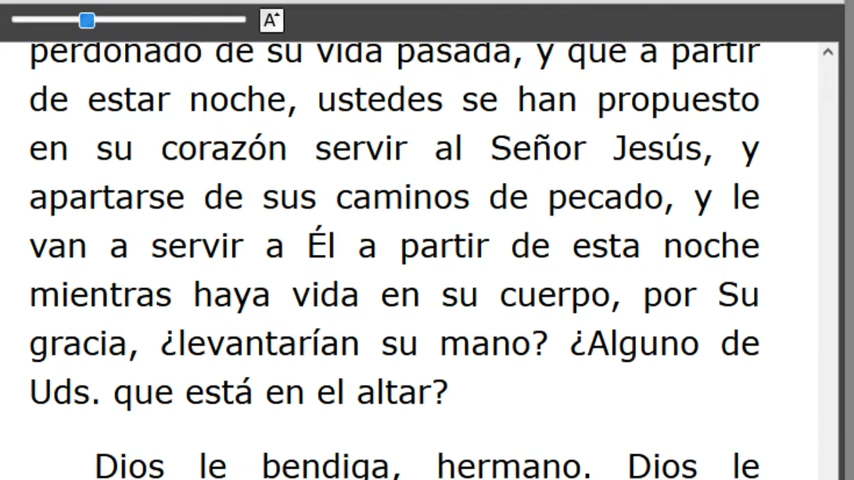 A
perdonado de su vida pasada, y que a partir
de estar noche, ustedes se han propuesto
en su corazón servir al Señor Jesús, y
apartarse de sus caminos de pecado, y le
van a servir a Él a partir de esta noche
mientras haya vida en su cuerpo, por Su
gracia, ¿levantarían su mano? ¿Alguno de
Uds. que está en el altar?
Dios le bendiga, hermano. Dios le